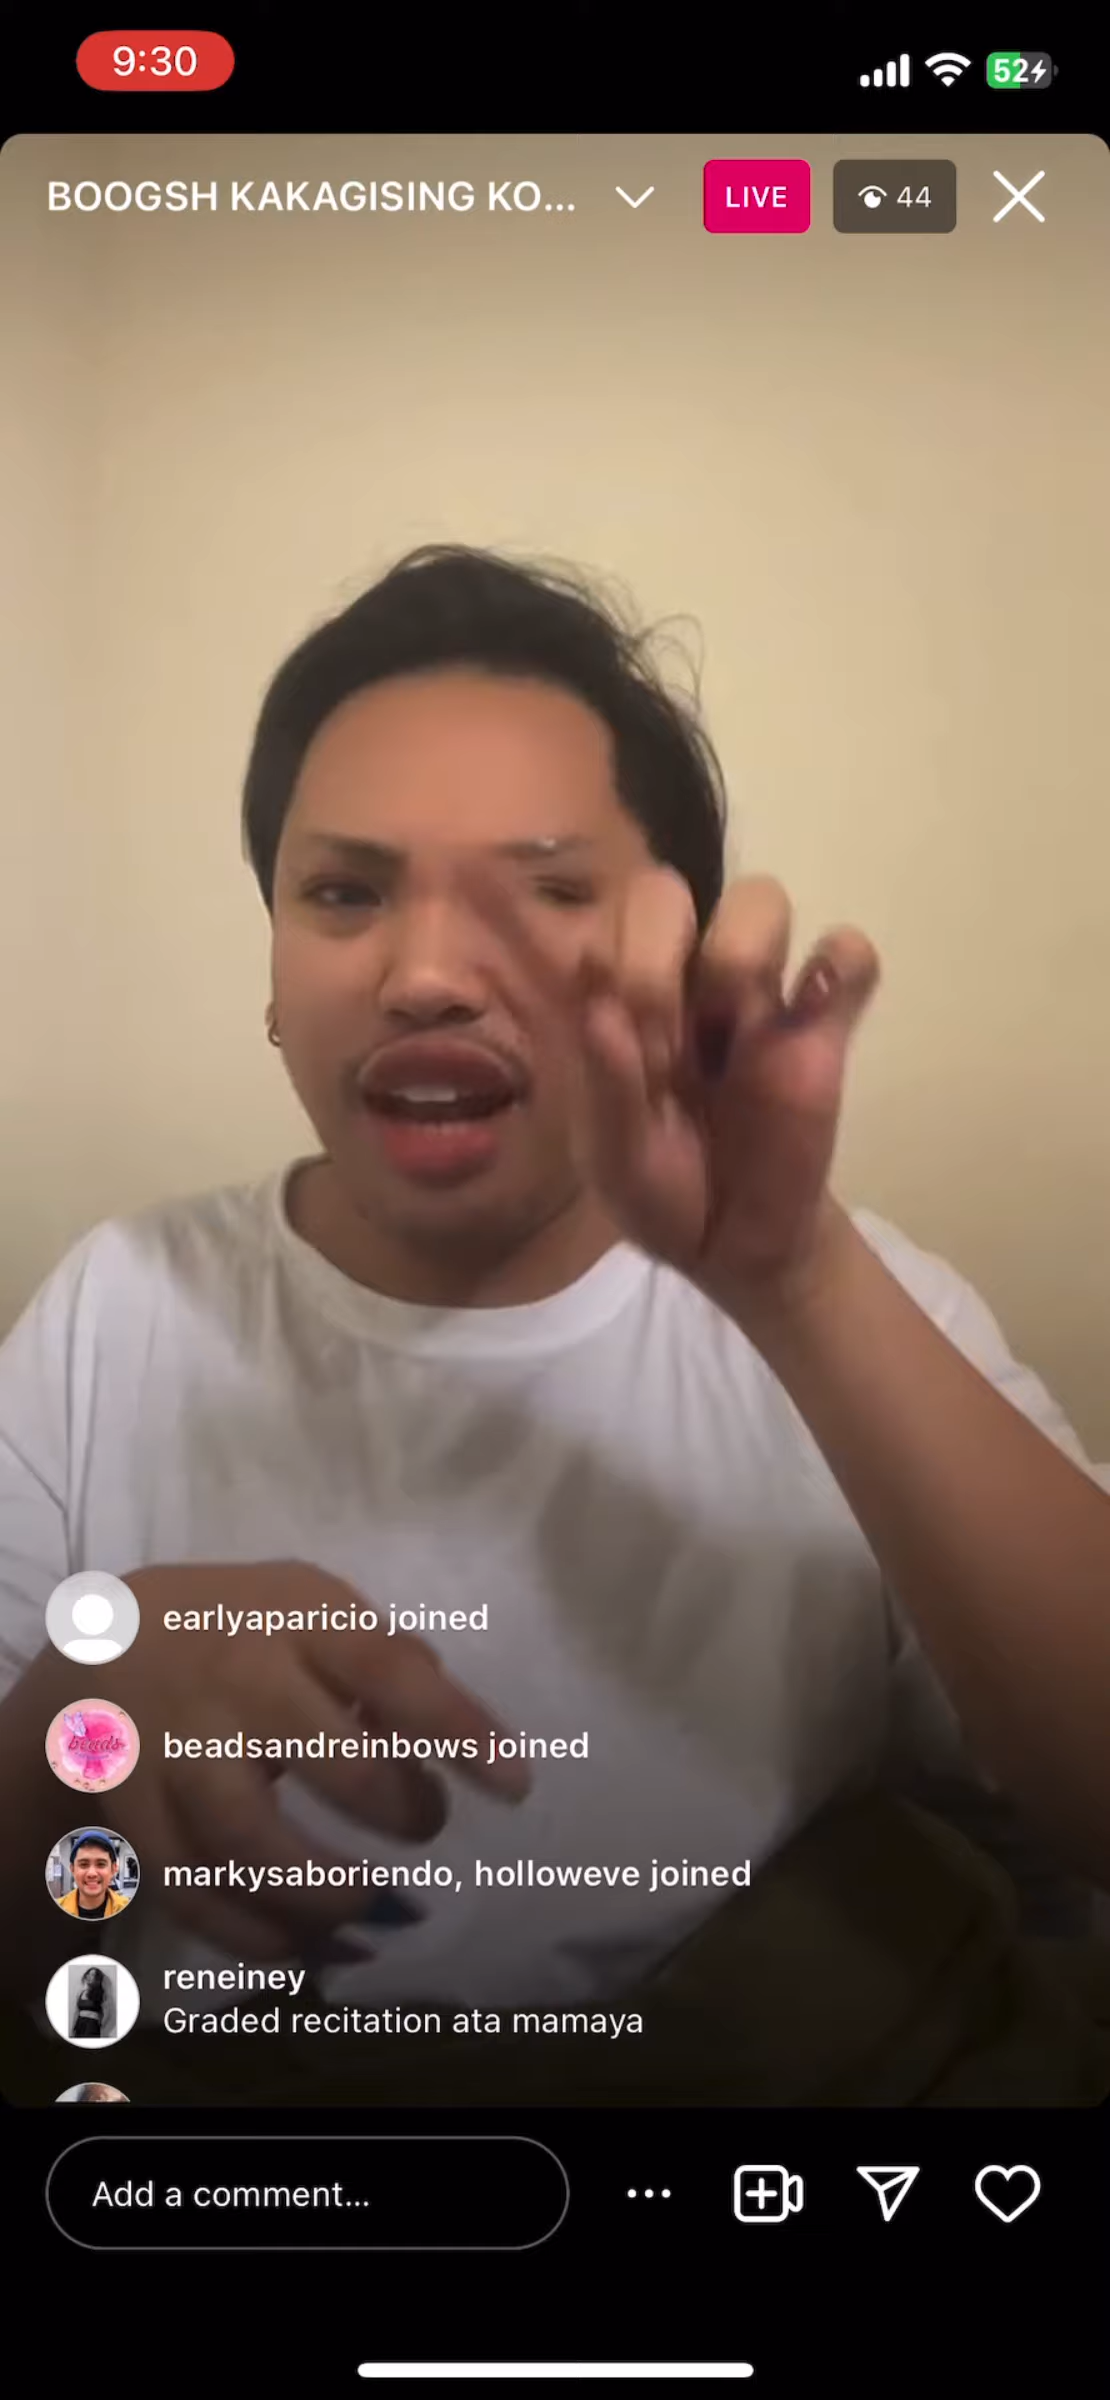 9:30
52
BOOGSH KAKAGISING KO...
LIVE
44
earlyaparicio joined
beads
beadsandreinbows joined
markysaboriendo, holloweve joined
reneiney
Graded recitation ata mamaya
Add a comment...